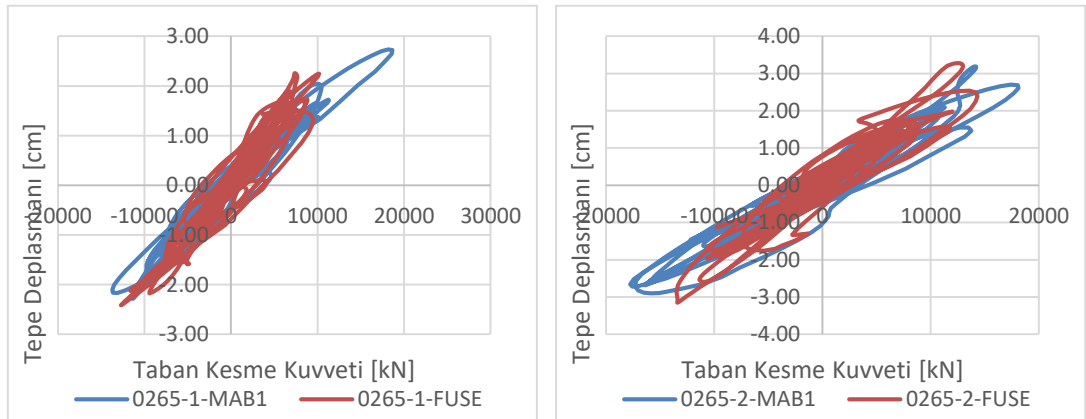 3.00
2.00
1.00
0.00
-20000 -10000 0 10000 20000 30000
-1.00
-2.00
-3.00
Tepe Deplasmanı [cm]
Taban Kesme Kuvveti [kN]
0265-1-MAB1 0265-1-FUSE
4.00
3.00
2.00
1.00
0.00
-20000 -10000 0 10000 20000
-1.00
-2.00
-3.00
-4.00
Tepe Deplasmanı [cm]
Taban Kesme Kuvveti [kN]
0265-2-MAB1 0265-2-FUSE